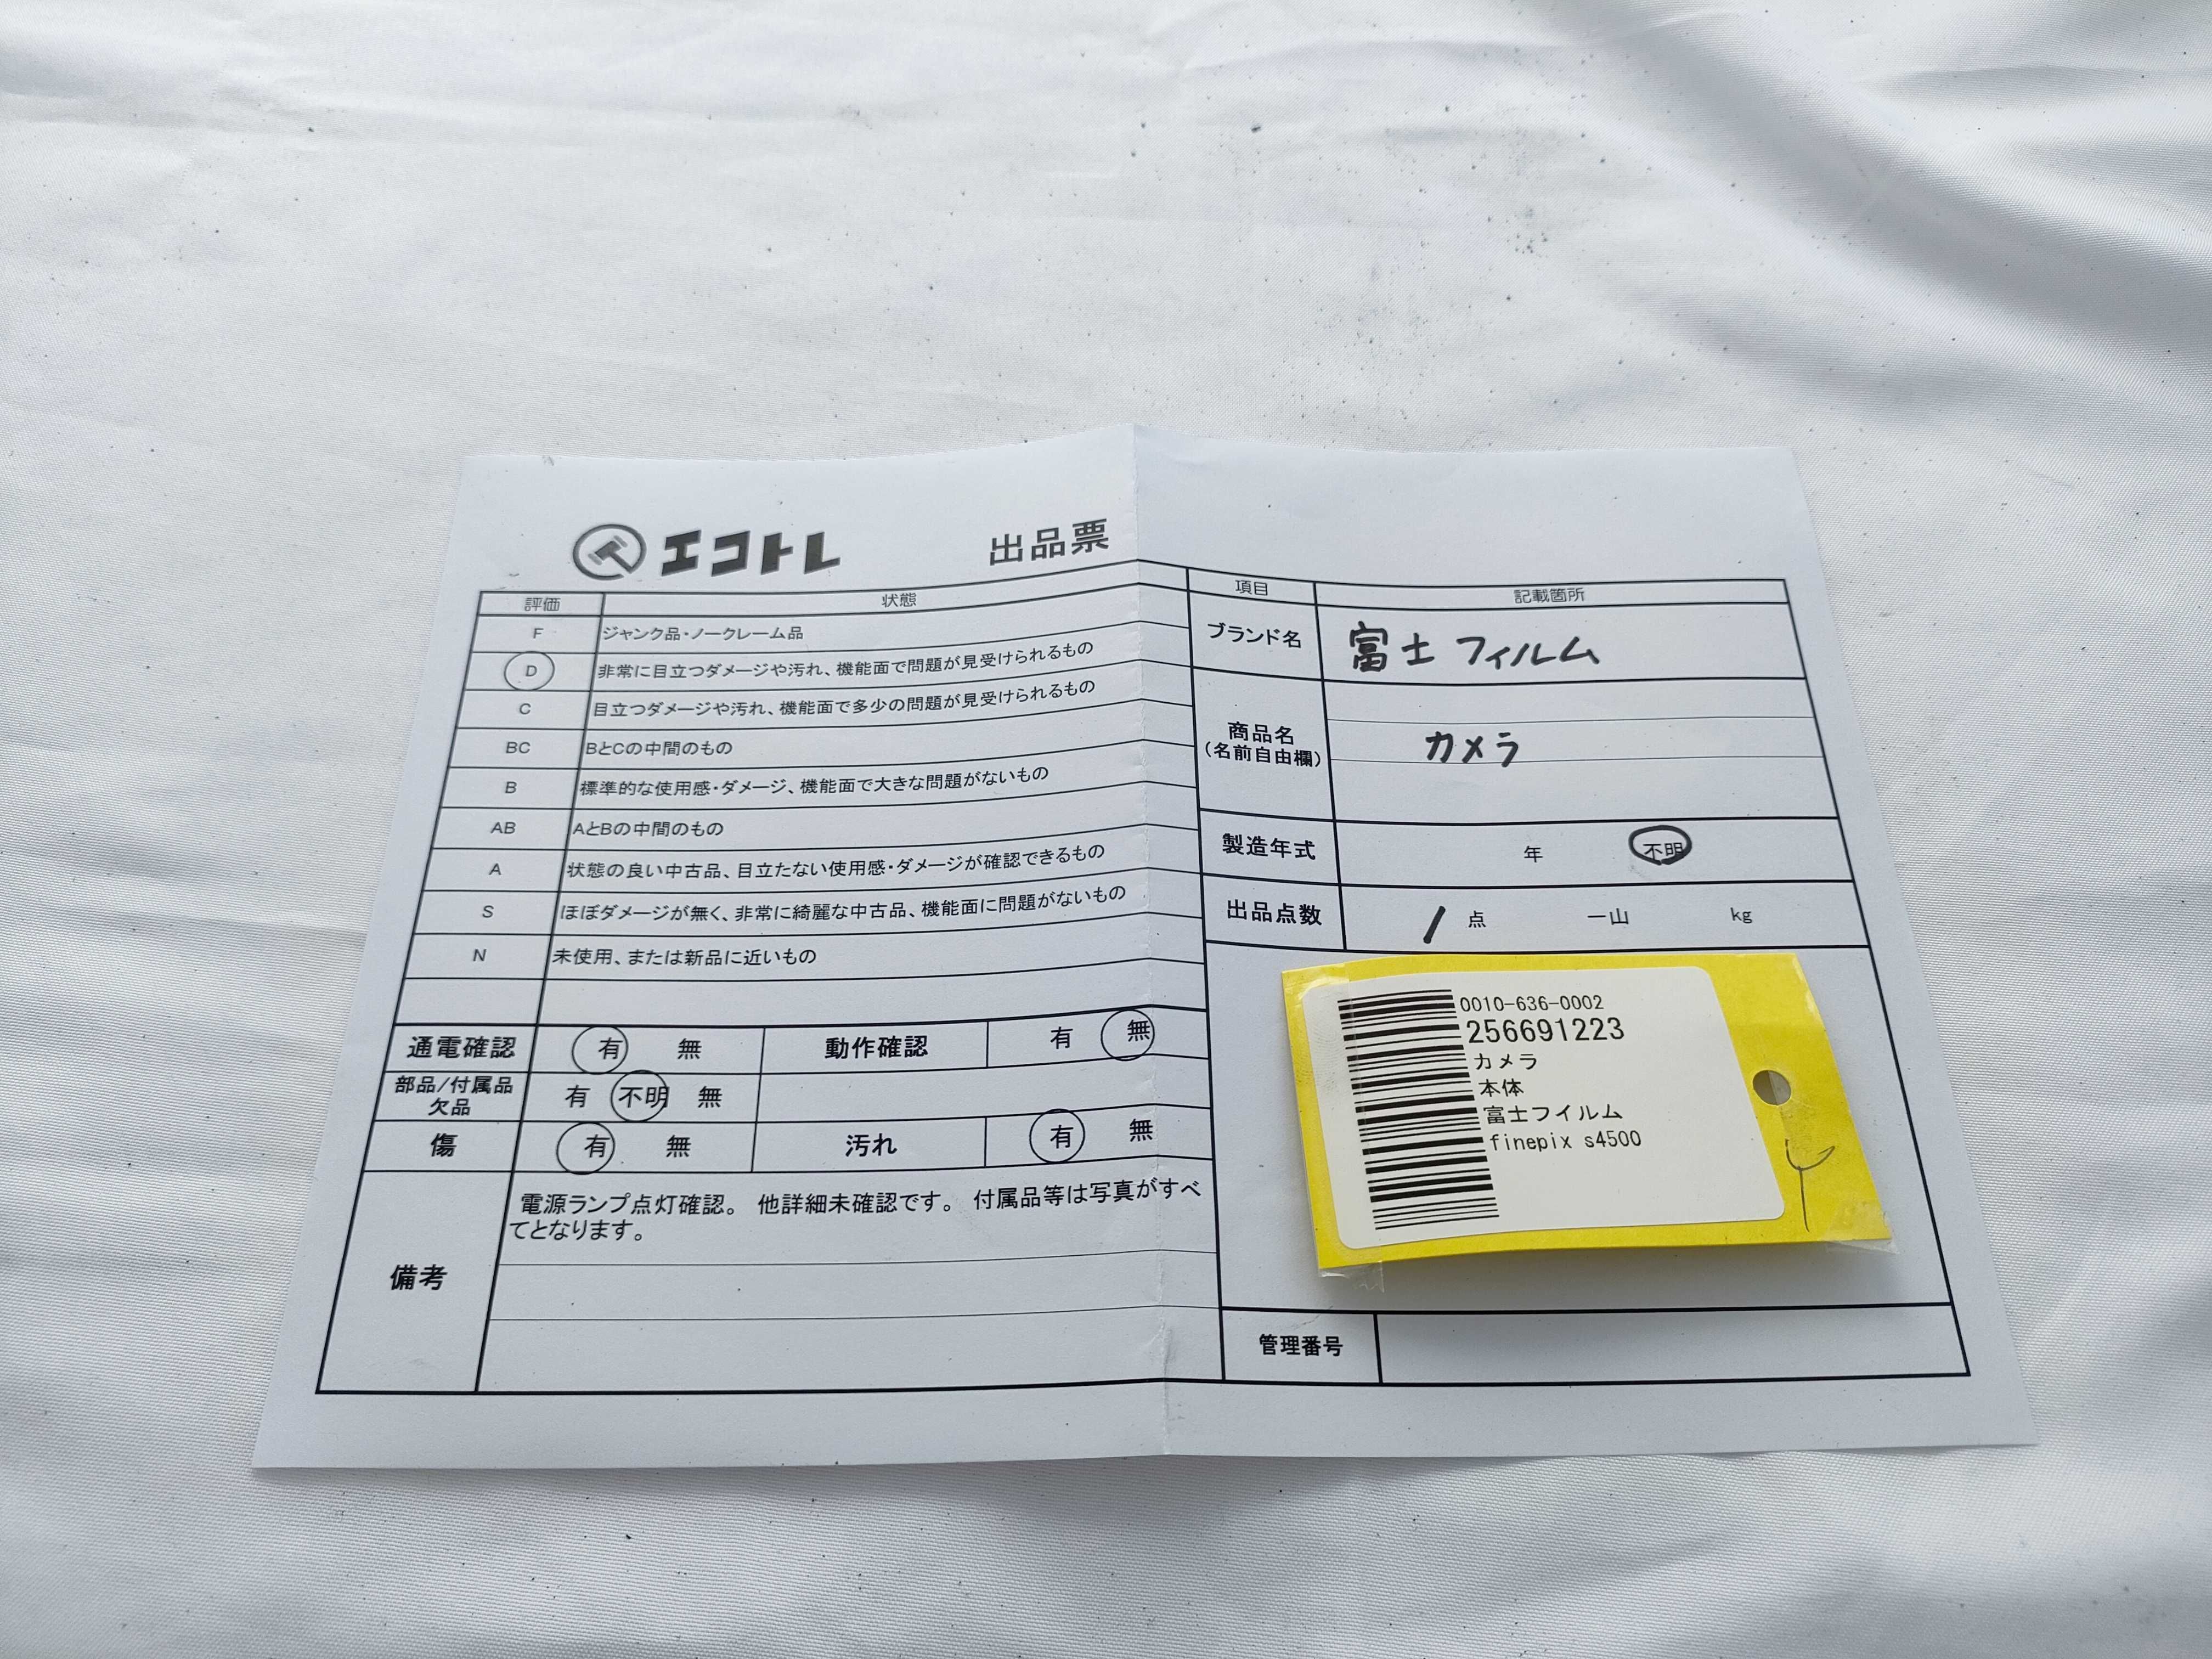 エコトレ 出品票
評価 状態
F ジャンク品・ノークレーム品
D 非常に目立つダメージや汚れ、機能面で問題が見受けられるもの
C 目立つダメージや汚れ、機能面で多少の問題が見受けられるもの
BC BとCの中間のもの
B 標準的な使用感・ダメージ、機能面で大きな問題がないもの
AB AとBの中間のもの
A 状態の良い中古品、目立たない使用感・ダメージが確認できるもの
S ほぼダメージが無く、非常に綺麗な中古品、機能面に問題がないもの
N 未使用、または新品に近いもの
通電確認 有 無 動作確認 有 無
部品/付属品
欠品 有 不明 無
傷 有 無 汚れ 有 無
備考
電源ランプ点灯確認。 他詳細未確認です。 付属品等は写真がすべ
てとなります。
項目 記載箇所
ブランド名 富士フィルム
商品名
(名前自由欄) カメラ
製造年式 年 不明
出品点数 1 点 一山 kg
0010-636-0002
256691223
カメラ
本体
富士フイルム
finepix s4500
管理番号